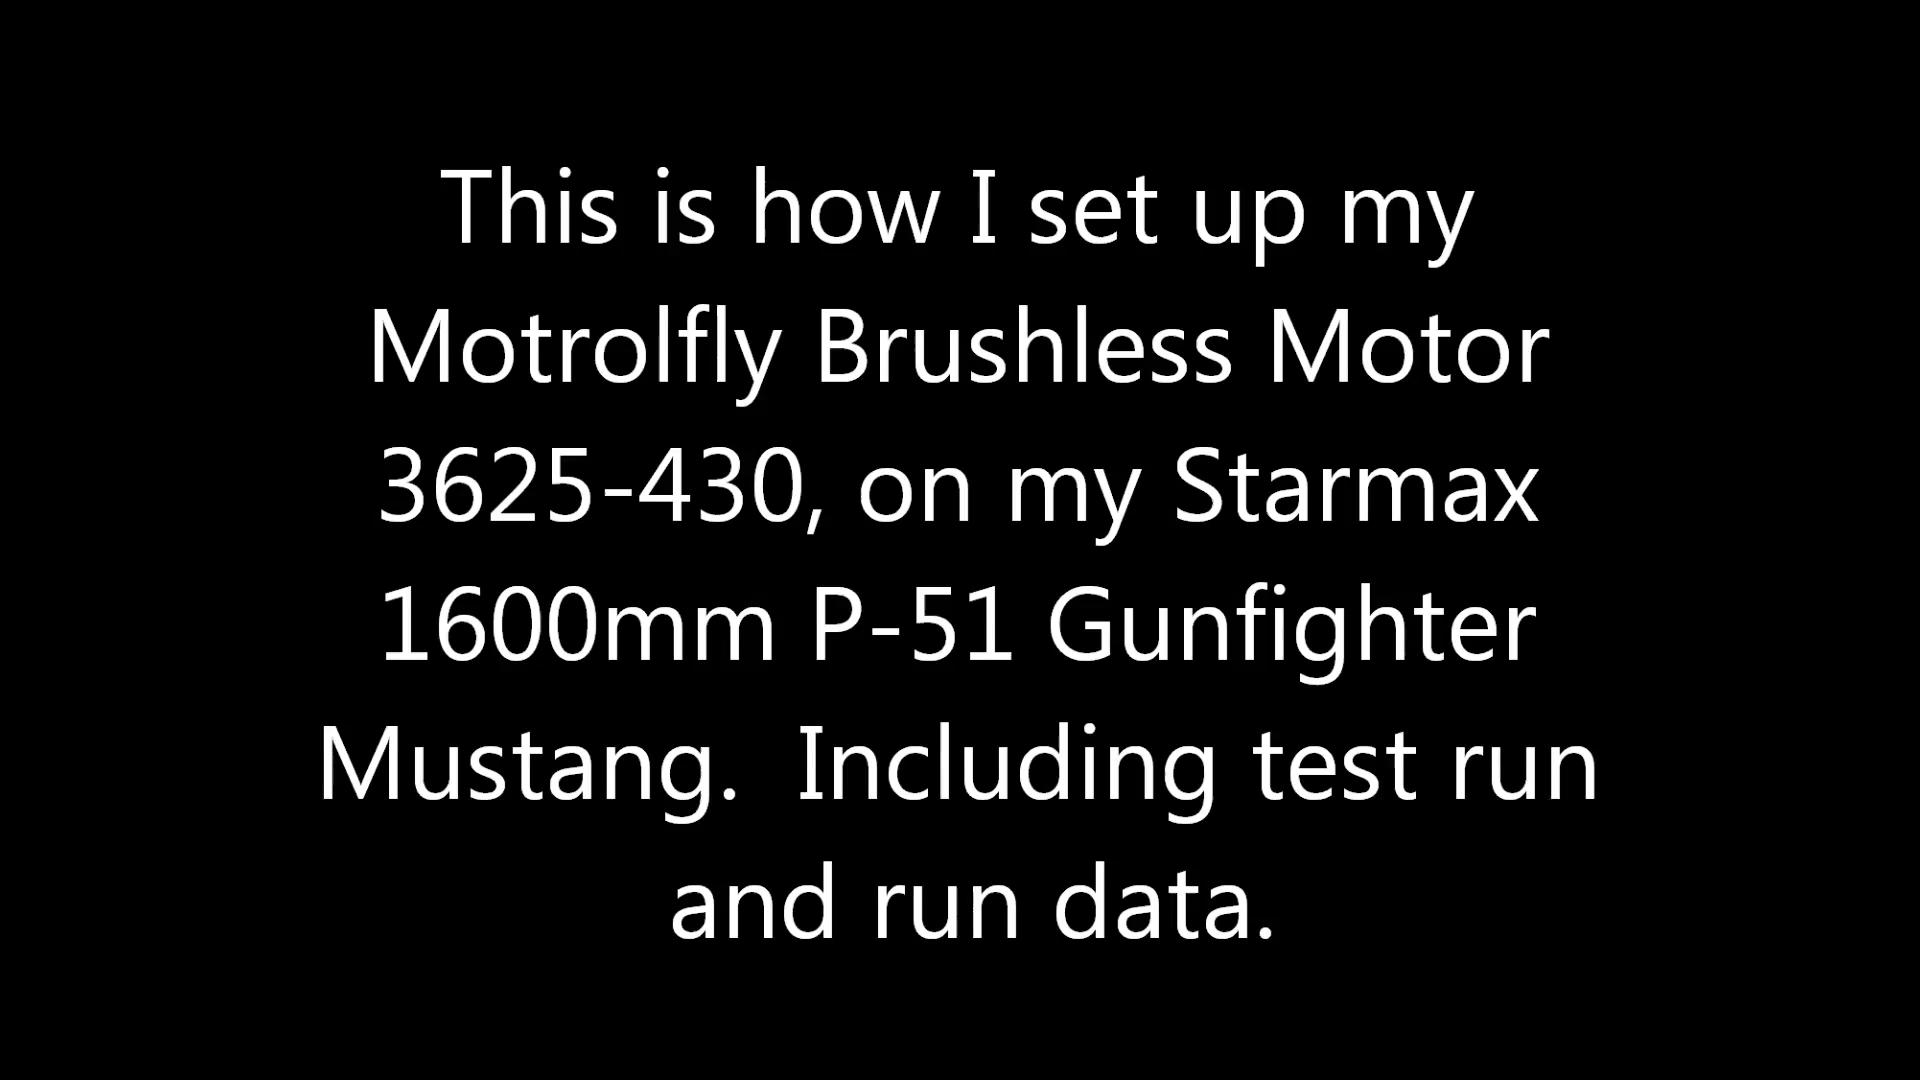 This is how I set up my
Motrolfly Brushless Motor
3625-430, on my Starmax
1600mm P-51 Gunfighter
Mustang.  Including test run
and run data.